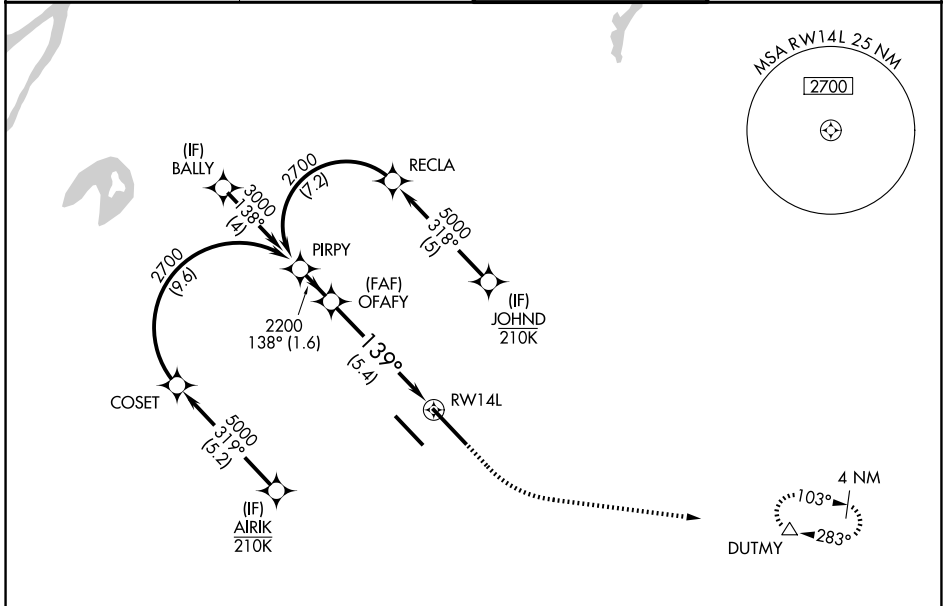 MSA RW14L 25 NM
2700
(IF)
BALLY
3000
138°
(4)
2700
(7.2)
RECLA
5000
318°
(5)
(IF)
JOHND
210K
2700
(9.6)
PIRPY
(FAF)
OFAFY
2200
138° (1.6)
139°
(5.4)
RW14L
COSET
5000
319°
(5.2)
(IF)
AIRIK
210K
4 NM
103°
283°
DUTMY